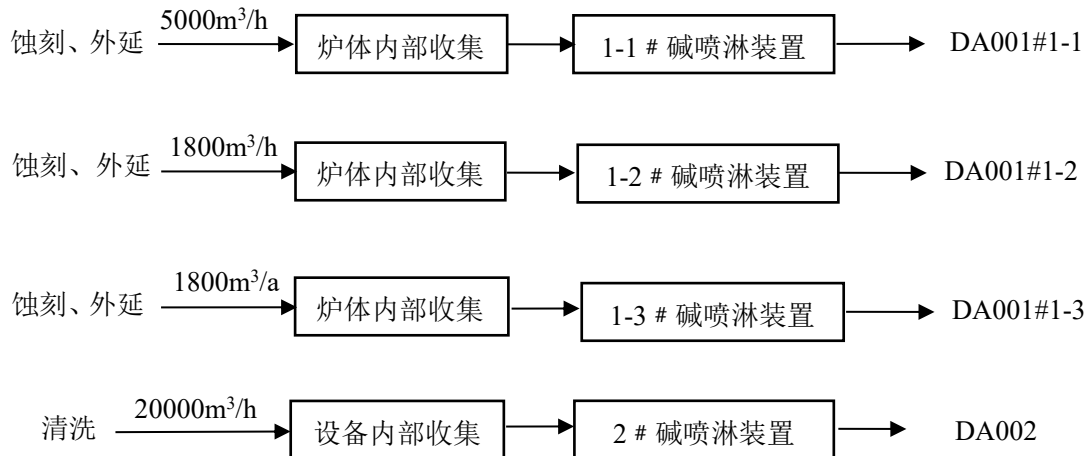 蚀刻、外延 5000m³/h 炉体内部收集 1-1＃碱喷淋装置 DA001#1-1
蚀刻、外延 1800m³/h 炉体内部收集 1-2＃碱喷淋装置 DA001#1-2
蚀刻、外延 1800m³/a 炉体内部收集 1-3＃碱喷淋装置 DA001#1-3
清洗 20000m³/h 设备内部收集 2＃碱喷淋装置 DA002